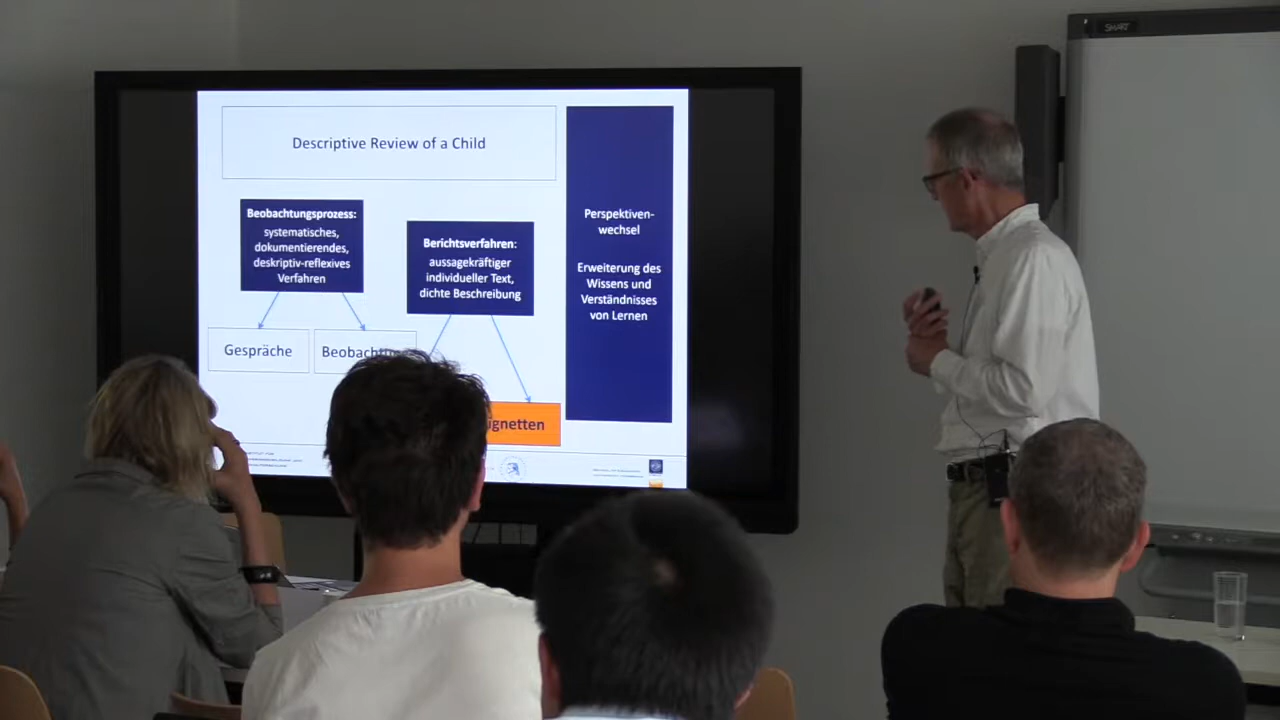 SMART
Descriptive Review of a Child
Beobachtungsprozess:
systematisches,
dokumentierendes,
deskriptiv-reflexives
Verfahren
Berichtsverfahren:
aussagekräftiger
individueller Text,
dichte Beschreibung
Perspektiven-
wechsel
Erweiterung des
Wissens und
Verständnisses
von Lernen
Gespräche